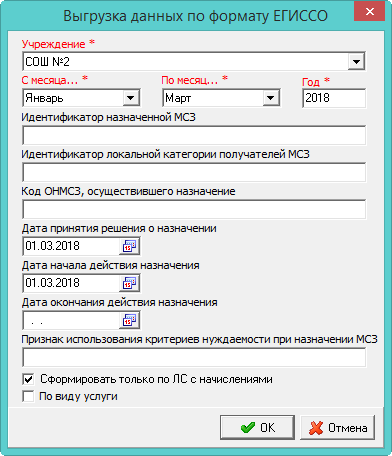 Выгрузка данных по формату ЕГИССО
Учреждение *
СОШ №2
С месяца... * По месяц... * Год *
Январь Март 2018
Идентификатор назначенной МСЗ
Идентификатор локальной категории получателей МСЗ
Код ОНМСЗ, осуществившего назначение
Дата принятия решения о назначении
01.03.2018
Дата начала действия назначения
01.03.2018
Дата окончания действия назначения
. .
Признак использования критериев нуждаемости при назначении МСЗ
Сформировать только по ЛС с начислениями
По виду услуги
OK Отмена